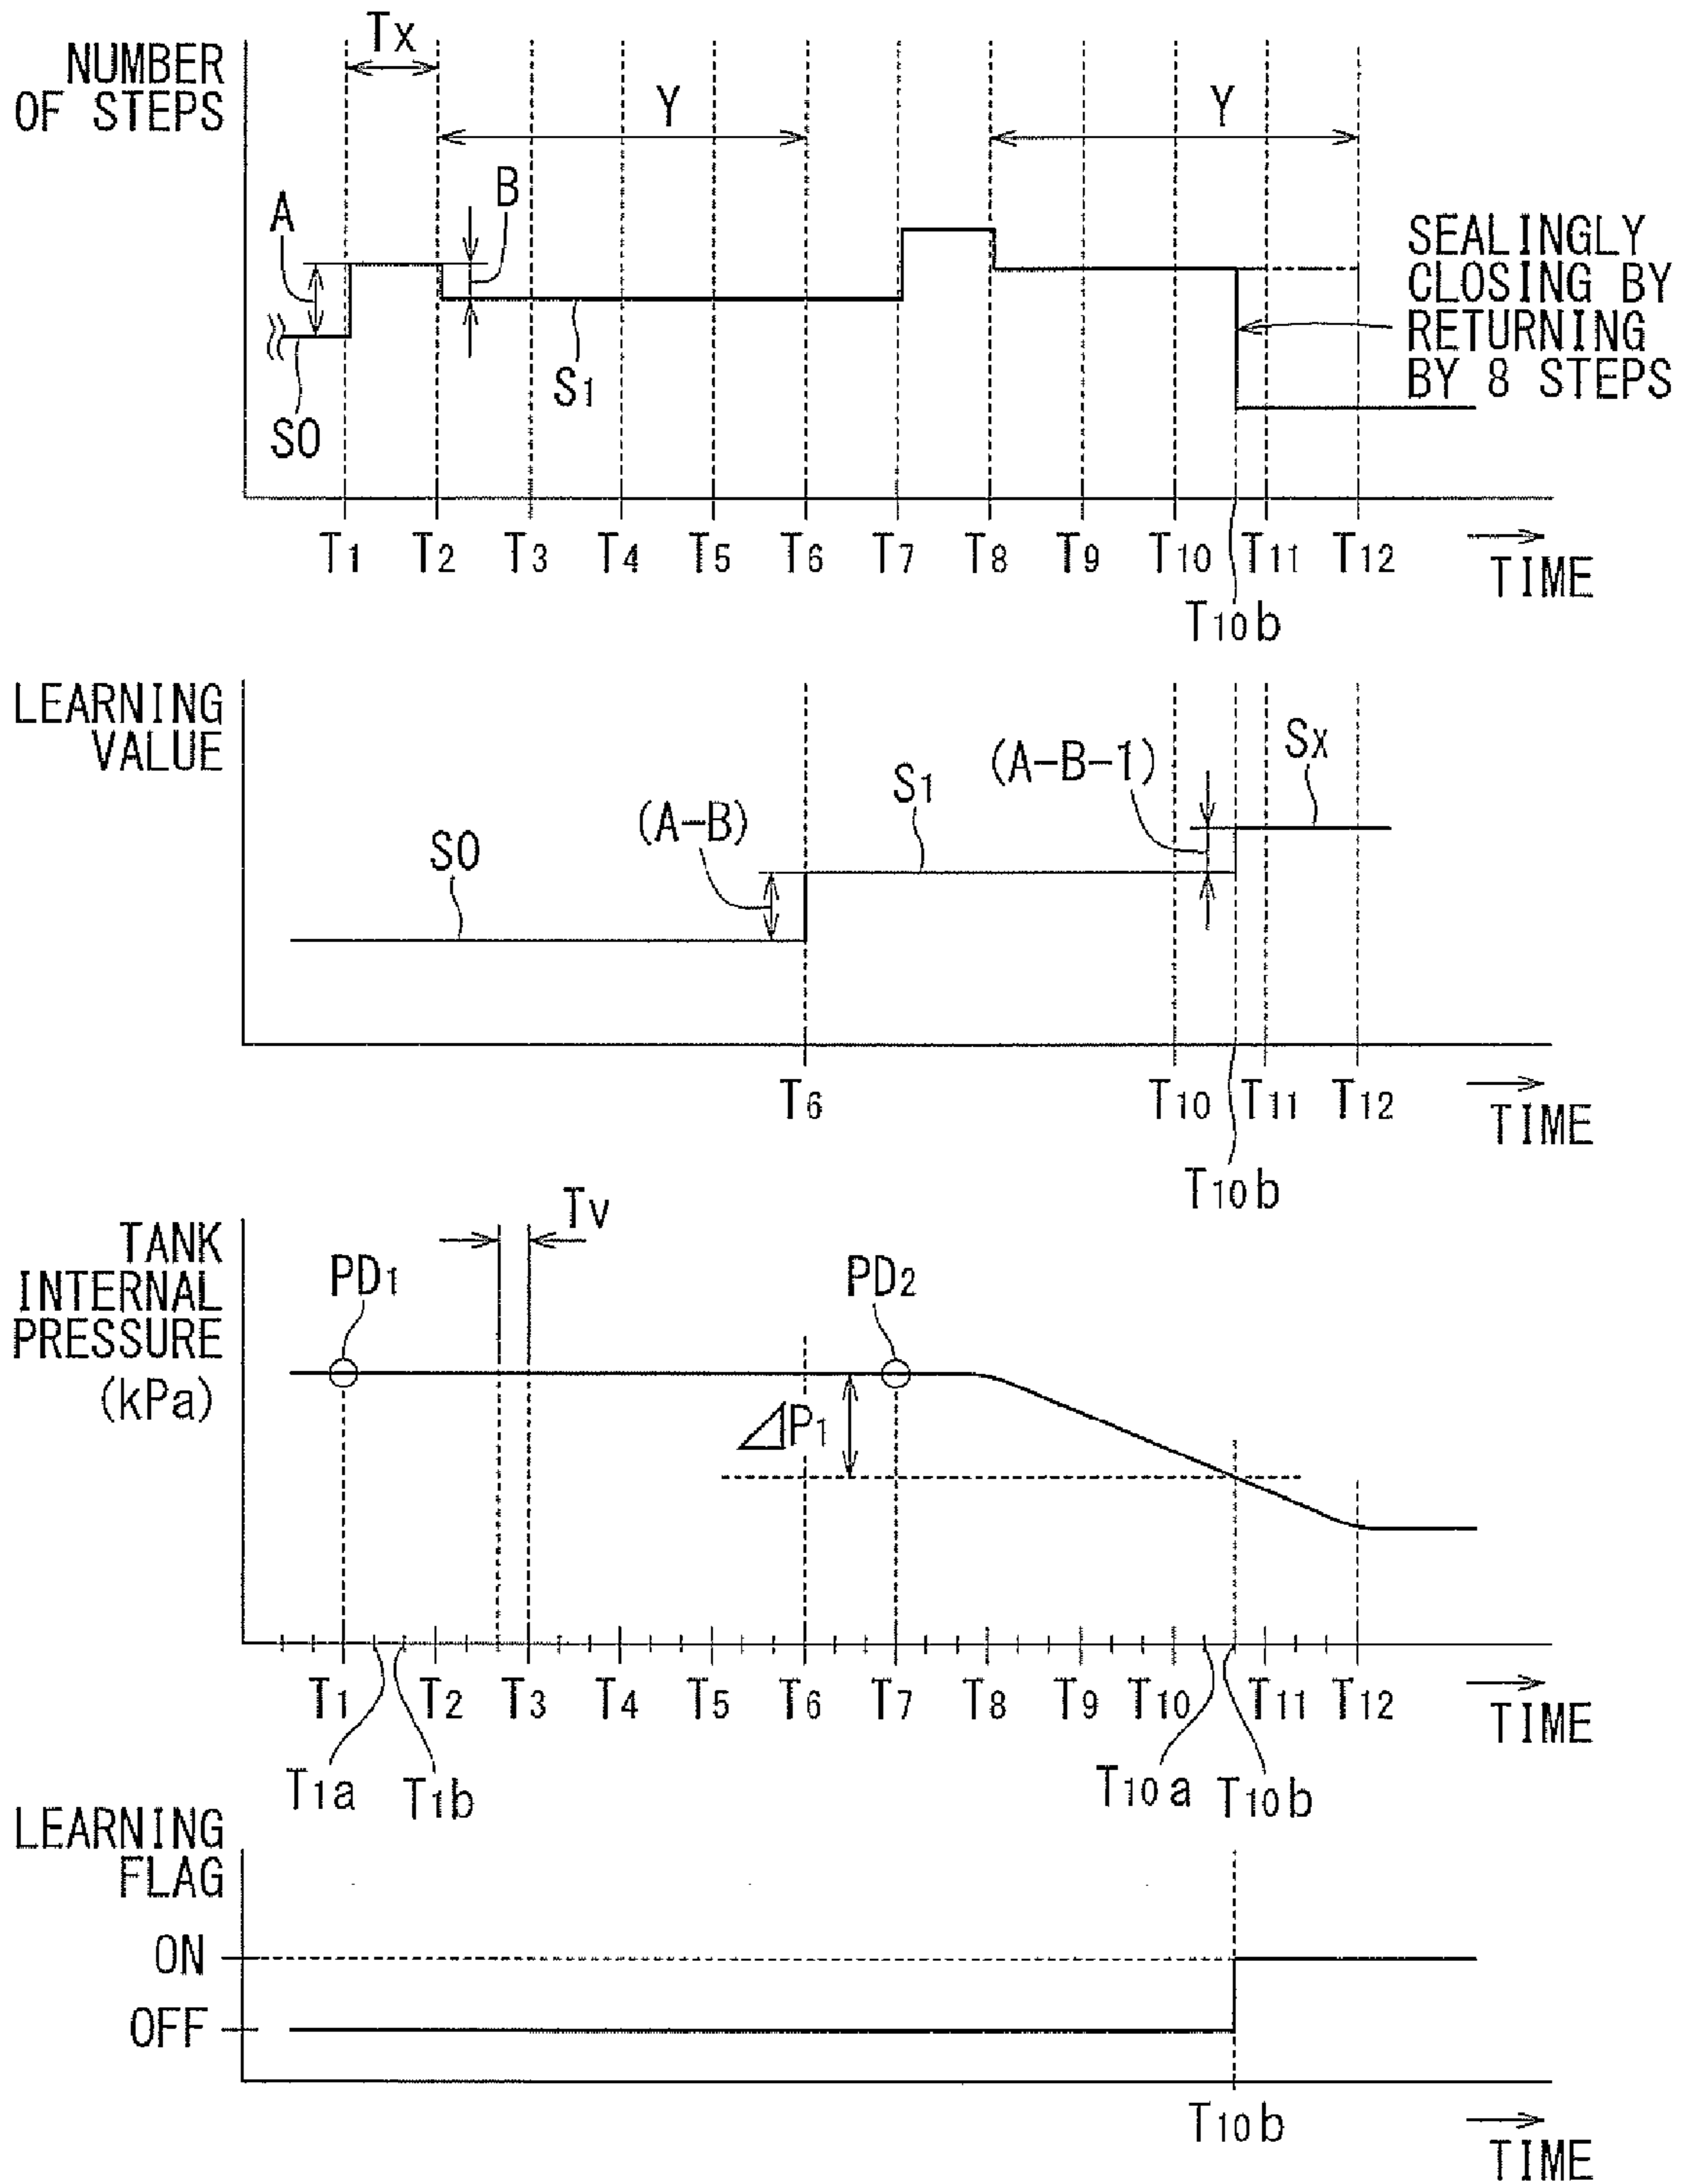 NUMBER
OF STEPS
Tx
Y
Y
A
B
S0
S1
SEALINGLY
CLOSING BY
RETURNING
BY 8 STEPS
T1 T2 T3 T4 T5 T6 T7 T8 T9 T10 T11 T12
TIME
T10b
LEARNING
VALUE
S0
(A-B)
S1
(A-B-1)
Sx
T6 T10 T11 T12
TIME
T10b
TANK
INTERNAL
PRESSURE
(kPa)
Tv
PD1
PD2
⊿P1
T1 T2 T3 T4 T5 T6 T7 T8 T9 T10 T11 T12
TIME
T1a T1b T10a T10b
LEARNING
FLAG
ON
OFF
T10b
TIME